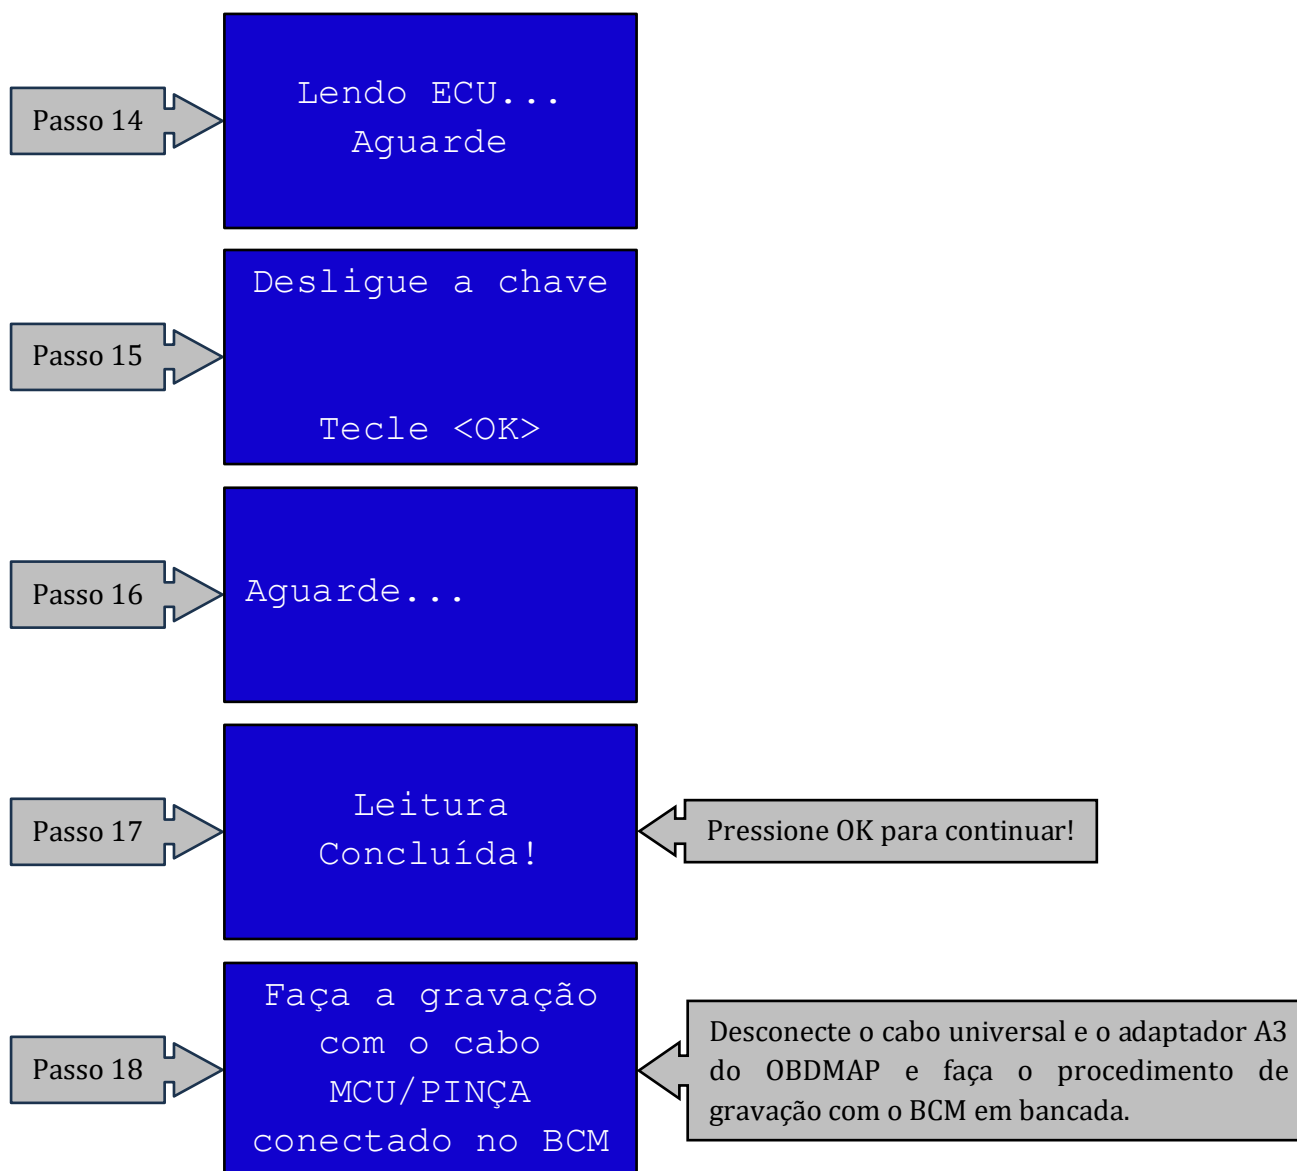 Passo 14
Lendo ECU...
Aguarde
Passo 15
Desligue a chave
Tecle <OK>
Passo 16
Aguarde...
Passo 17
Leitura
Concluída!
Pressione OK para continuar!
Passo 18
Faça a gravação
com o cabo
MCU/PINÇA
conectado no BCM
Desconecte o cabo universal e o adaptador A3
do OBDMAP e faça o procedimento de
gravação com o BCM em bancada.